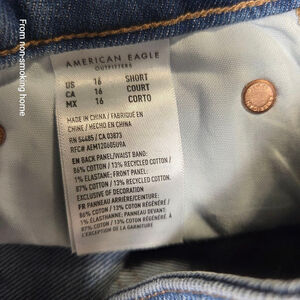 From non-smoking home
AMERICAN EAGLE
OUTFITTERS
US 16 SHORT
CA 16 COURT
MX 16 CORTO
MADE IN CHINA / FABRIQUÉ EN
CHINE / HECHO EN CHINA
RN 54485 / CA 03873
RFC# AEM12060509A
EN BACK PANEL/WAIST BAND:
86% COTTON / 13% RECYCLED COTTON /
1% ELASTANE; FRONT PANEL:
87% COTTON / 13% RECYCLED COTTON
EXCLUSIVE OF DECORATION
FR PANNEAU ARRIÈRE/CEINTURE:
86% COTON / 13% COTON RÉGÉNÉRÉ /
1% ÉLASTHANNE; PANNEAU DEVANT:
87% COTON / 13% COTON RÉGÉNÉRÉ À
L'EXCEPTION DE LA GARNITURE